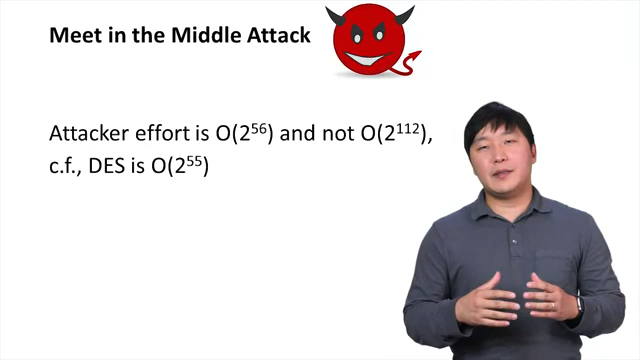 Meet in the Middle Attack
Attacker effort is O(2⁵⁶) and not O(2¹¹²),
c.f., DES is O(2⁵⁵)